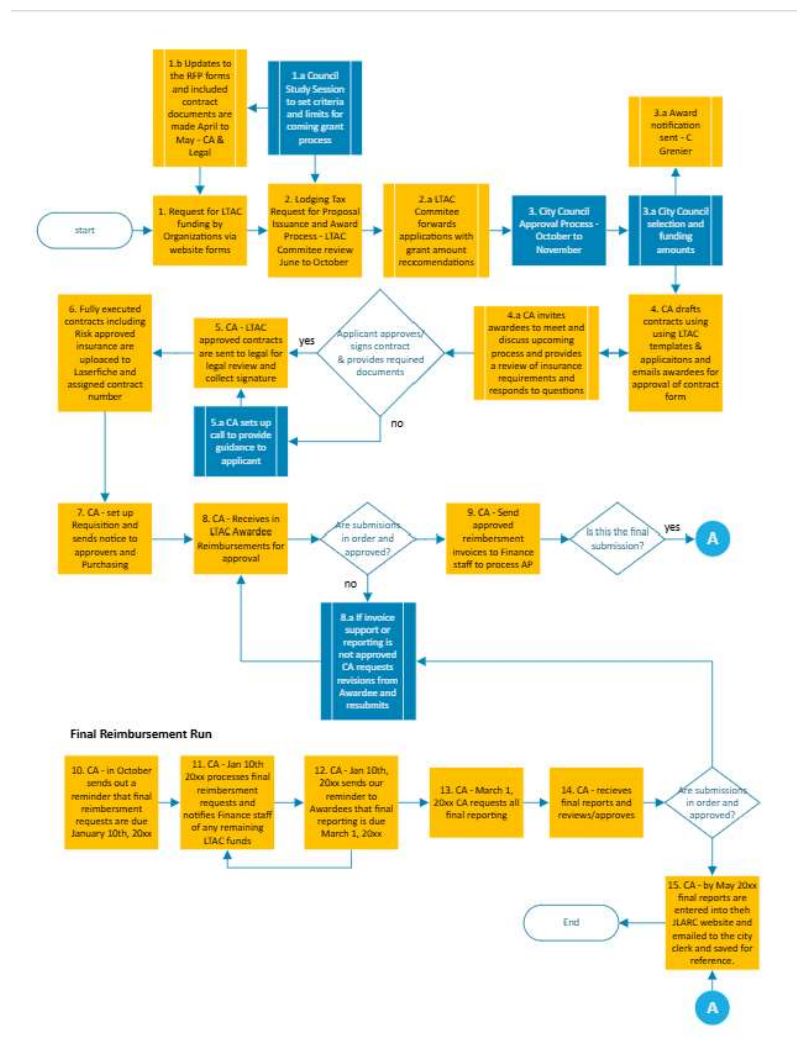 1.b Updates to
the RFP forms
and included
contract
documents are
made April to
May - CA &
Legal
1.a Council
Study Session
to set criteria
and limits for
coming grant
process
3.a Award
notification
sent - C
Grenier
start
1. Request for LTAC
funding by
Organizations via
website forms
2. Lodging Tax
Request for Proposal
Issuance and Award
Process - LTAC
Commitee review
June to October
2.a LTAC
Commitee
forwards
applications with
grant amount
reccomendations
3. City Council
Approval Process -
October to
November
3.a City Council
selection and
funding
amounts
6. Fully executed
contracts including
Risk approved
insurance are
uploaced to
Laserfiche and
assigned contract
number
5. CA - LTAC
approved contracts
are sent to legal for
legal review and
collect signature
yes
Applicant approves/
signs contract
& provides required
documents
4.a CA invites
awardees to meet and
discuss upcoming
process and provides
a review of insurance
requirements and
responds to questions
4. CA drafts
contracts using
using LTAC
templates &
applicaitons and
emails awardees for
approval of contract
form
no
5.a CA sets up
call to provide
guidance to
applicant
7. CA - set up
Requisition and
sends notice to
approvers and
Purchasing
8. CA - Receives in
LTAC Awardee
Reimbursements for
approval
Are submisions
in order and
approved?
9. CA - Send
approved
reimbersment
invoices to Finance
staff to process AP
Is this the final
submission?
yes
A
no
8.a If invoice
support or
reporting is
not approved
CA requests
revisions from
Awardee and
resubmits
Final Reimbursement Run
10. CA - in October
sends out a
reminder that final
reimbersment
requests are due
January 10th, 20xx
11. CA - Jan 10th
20xx processes final
reimbersment
requests and
notifies Finance staff
of any remaining
LTAC funds
12. CA - Jan 10th,
20xx sends our
reminder to
Awardees that final
reporting is due
March 1, 20xx
13. CA - March 1,
20xx CA requests all
final reporting
14. CA - recieves
final reports and
reviews/approves
Are submissions
in order and
approved?
15. CA - by May 20xx
final reports are
entered into theh
JLARC website and
emailed to the city
clerk and saved for
reference.
End
A